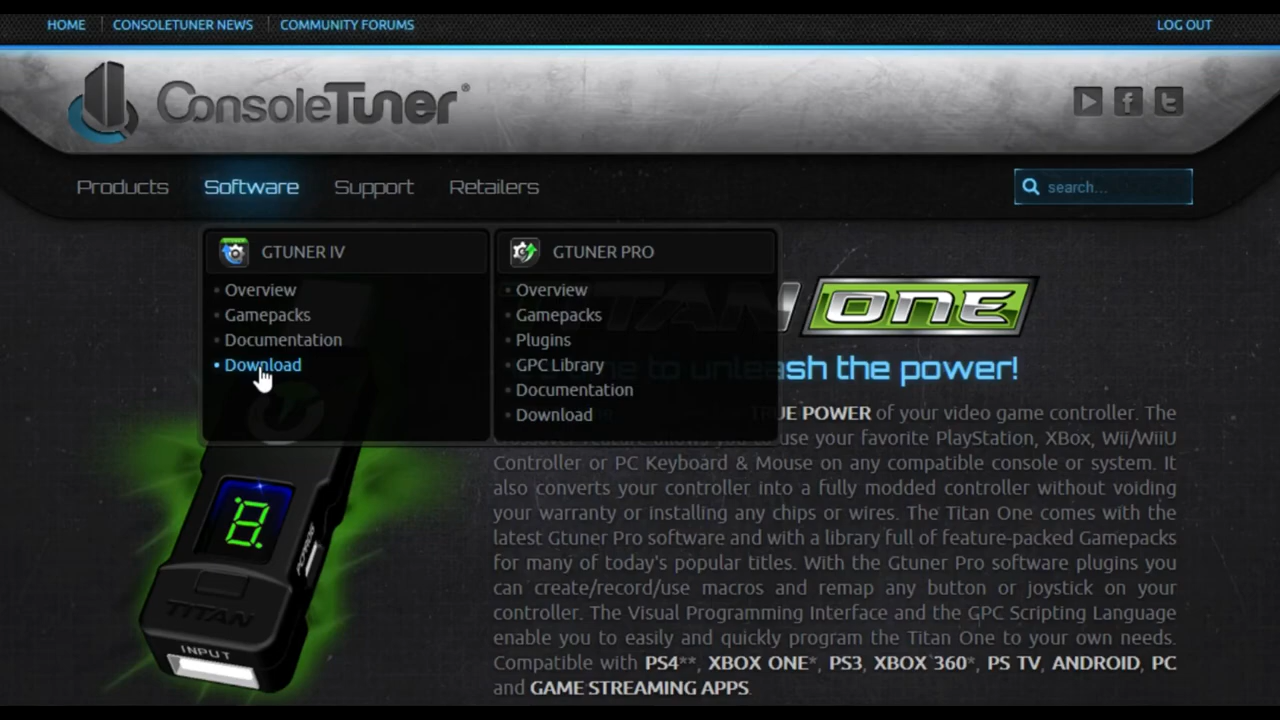 HOME
CONSOLETUNER NEWS
COMMUNITY FORUMS
LOG OUT
ConsoleTuner®
Products
Software
Support
Retailers
search...
GTUNER IV
Overview
Gamepacks
Documentation
Download
GTUNER PRO
Overview
Gamepacks
Plugins
GPC Library
Documentation
Download
TITAN ONE
to unleash the power!
TRUE POWER of your video game controller. The
use your favorite PlayStation, XBox, Wii/WiiU
Controller or PC Keyboard & Mouse on any compatible console or system. It
also converts your controller into a fully modded controller without voiding
your warranty or installing any chips or wires. The Titan One comes with the
latest Gtuner Pro software and with a library full of feature-packed Gamepacks
for many of today's popular titles. With the Gtuner Pro software plugins you
can create/record/use macros and remap any button or joystick on your
controller. The Visual Programming Interface and the GPC Scripting Language
enable you to easily and quickly program the Titan One to your own needs.
Compatible with PS4**, XBOX ONE*, PS3, XBOX 360*, PS TV, ANDROID, PC
and GAME STREAMING APPS.
8.
PCPROG
TITAN
INPUT